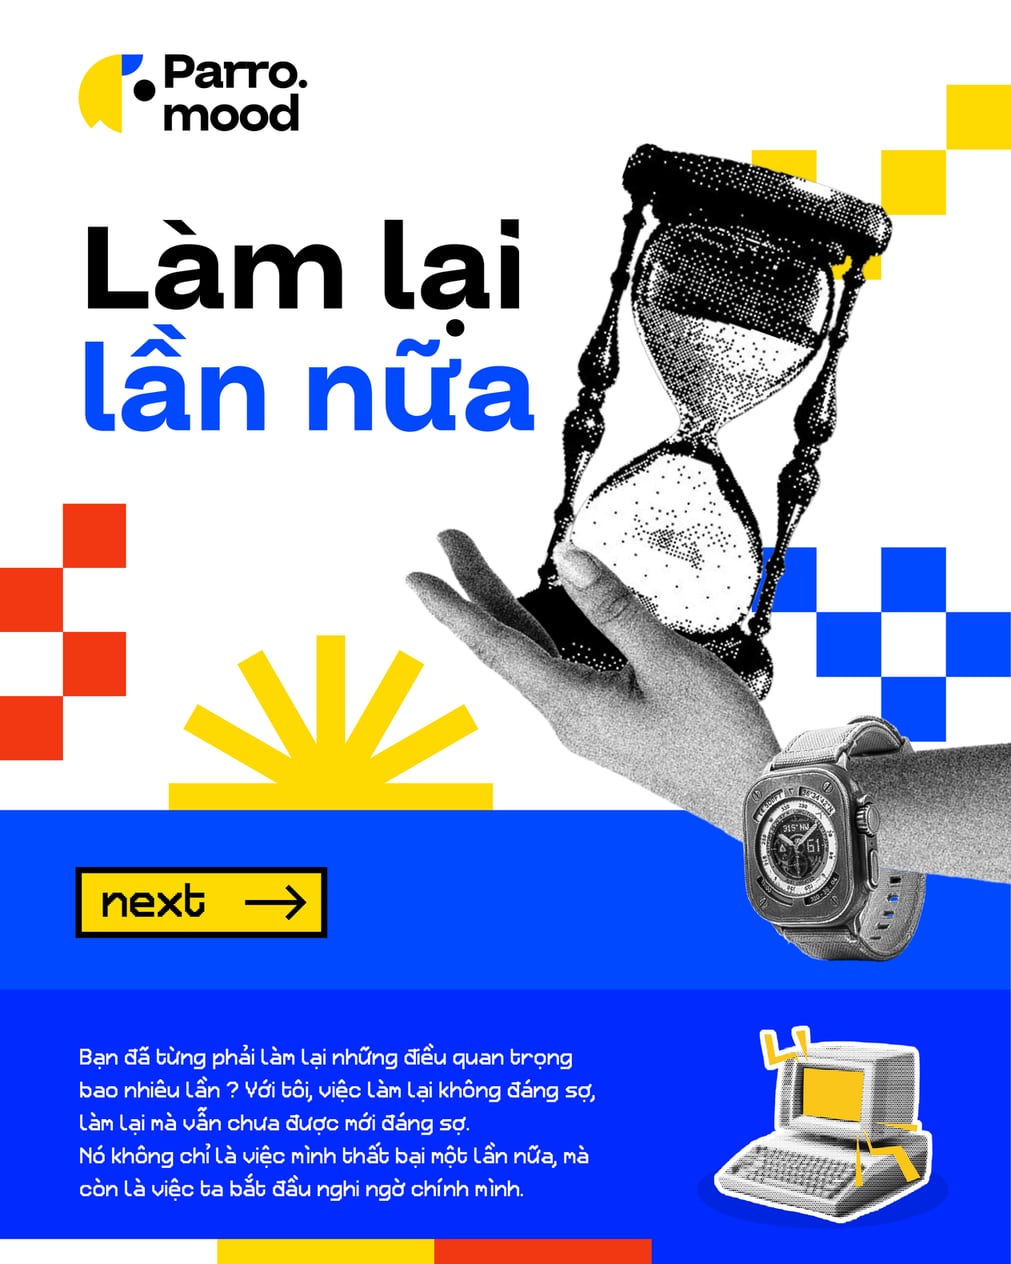 Parro.
mood
Làm lại
lần nữa
next
Bạn đã từng phải làm lại những điều quan trọng
bao nhiêu lần ? Với tôi, việc làm lại không đáng sợ,
làm lại mà vẫn chưa được mới đáng sợ.
Nó không chỉ là việc mình thất bại một lần nữa, mà
còn là việc ta bắt đầu nghi ngờ chính mình.